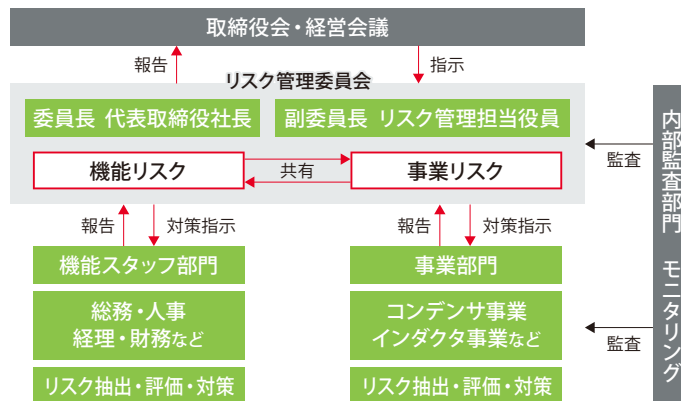 取締役会・経営会議
報告
指示
リスク管理委員会
委員長 代表取締役社長
副委員長 リスク管理担当役員
機能リスク
共有
事業リスク
監査
報告
対策指示
報告
対策指示
機能スタッフ部門
事業部門
総務・人事
経理・財務など
コンデンサ事業
インダクタ事業など
監査
リスク抽出・評価・対策
リスク抽出・評価・対策
内部監査部門 モニタリング